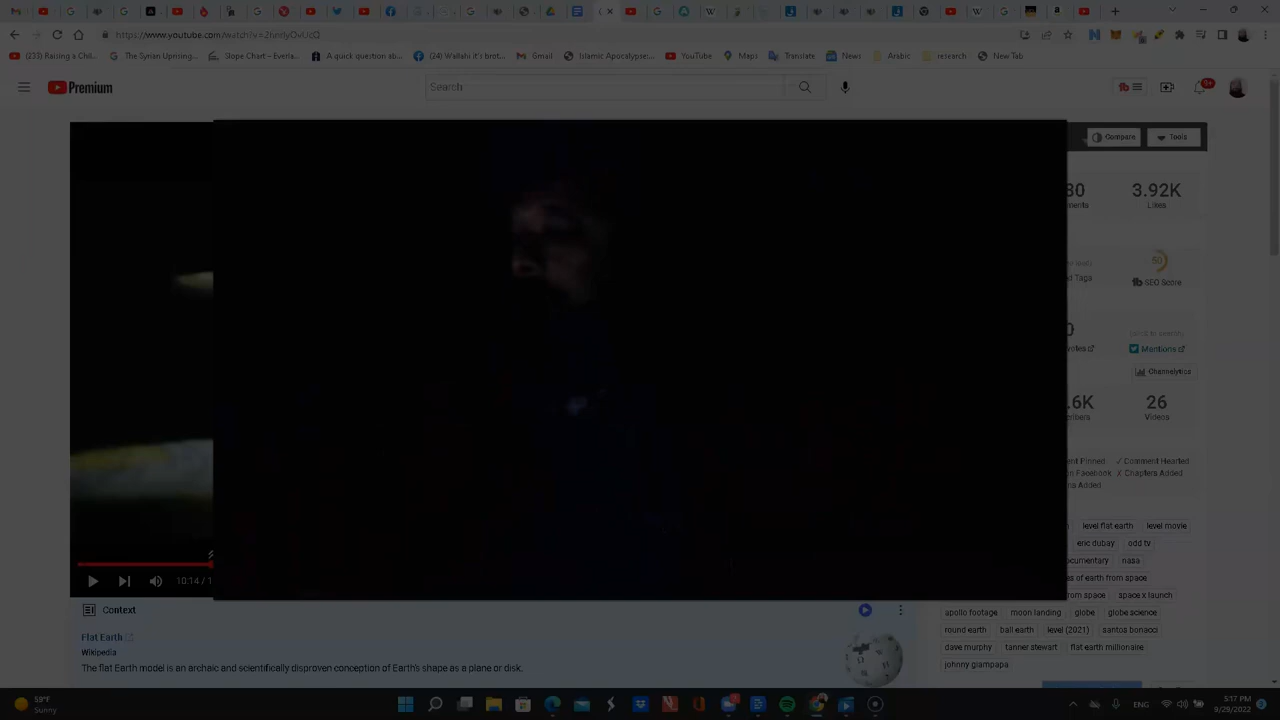 https://www.youtube.com/watch?v=
(233) Raising a Chil...
The Syrian Uprising...
Slope Chart – Everla...
A quick question ab...
(24) Wallahi it's brot...
Gmail
Islamic Apocalypse:...
YouTube
Maps
Translate
News
Arabic
research
New Tab
Premium
Search
9+
Compare
Tools
3.92K
Likes
50
SEO Score
Mentions
Channelytics
26
Videos
Comment Hearted
Chapters Added
level flat earth
level movie
eric dubay
odd tv
nasa
space x launch
10:14 / 1
Context
apollo footage
moon landing
globe
globe science
round earth
ball earth
level (2021)
santos bonacci
Flat Earth
Wikipedia
dave murphy
tanner stewart
flat earth millionaire
The flat Earth model is an archaic and scientifically disproven conception of Earth's shape as a plane or disk.
johnny giampapa
59°F
Sunny
ENG
5:17 PM
9/29/2022